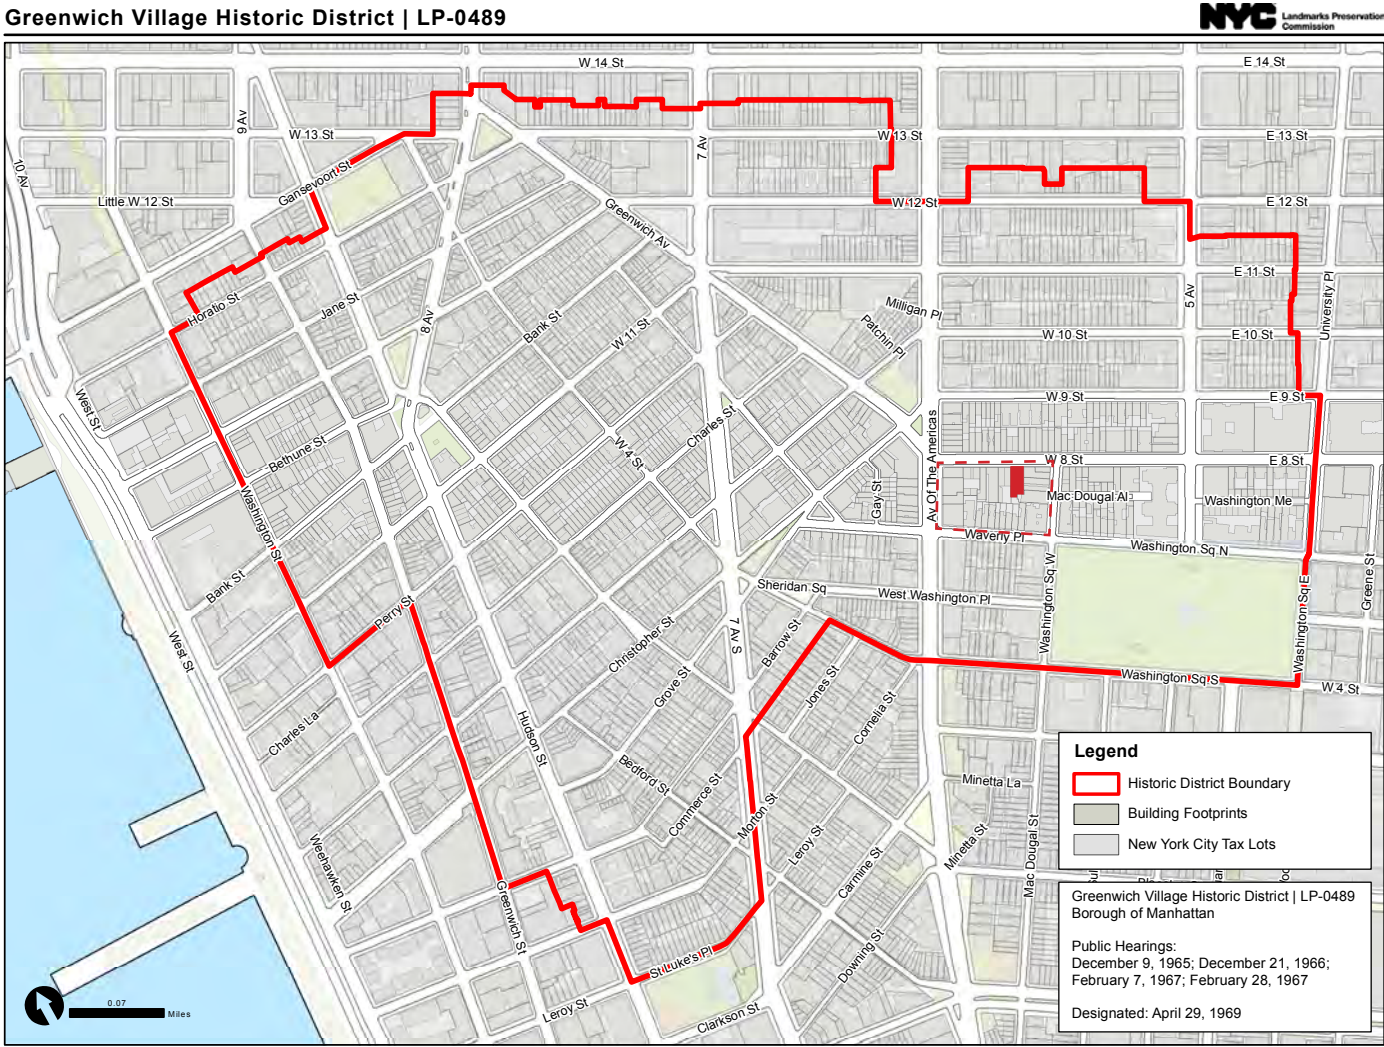 Greenwich Village Historic District | LP-0489
NYC Landmarks Preservation
Commission
W 14 St
E 14 St
9 Av
W 13 St
7 Av
W 13 St
E 13 St
10 Av
Gansevoort St
Little W 12 St
W 12 St
E 12 St
Greenwich Av
E 11 St
University Pl
5 Av
Horatio St
Jane St
8 Av
Bank St
W 11 St
Milligan Pl
Patchin Pl
W 10 St
E 10 St
West St
W 9 St
E 9 St
Charles St
W 4 St
Av Of The Americas
Bethune St
W 8 St
E 8 St
Gay St
Mac Dougal Al
Washington Me
Washington St
Waverly Pl
Washington Sq N
Bank St
Sheridan Sq
West Washington Pl
Washington Sq W
Washington Sq E
Greene St
Perry St
West St
Christopher St
7 Av S
Barrow St
Grove St
Jones St
Cornelia St
Washington Sq S
W 4 St
Charles La
Hudson St
Bedford St
Commerce St
Morton St
Minetta La
Leroy St
Minetta St
Mac Dougal St
Carmine St
Weehawken St
Greenwich St
St Luke's Pl
Downing St
Leroy St
Clarkson St
Legend
Historic District Boundary
Building Footprints
New York City Tax Lots
Greenwich Village Historic District | LP-0489
Borough of Manhattan
Public Hearings:
December 9, 1965; December 21, 1966;
February 7, 1967; February 28, 1967
Designated: April 29, 1969
0.07
Miles